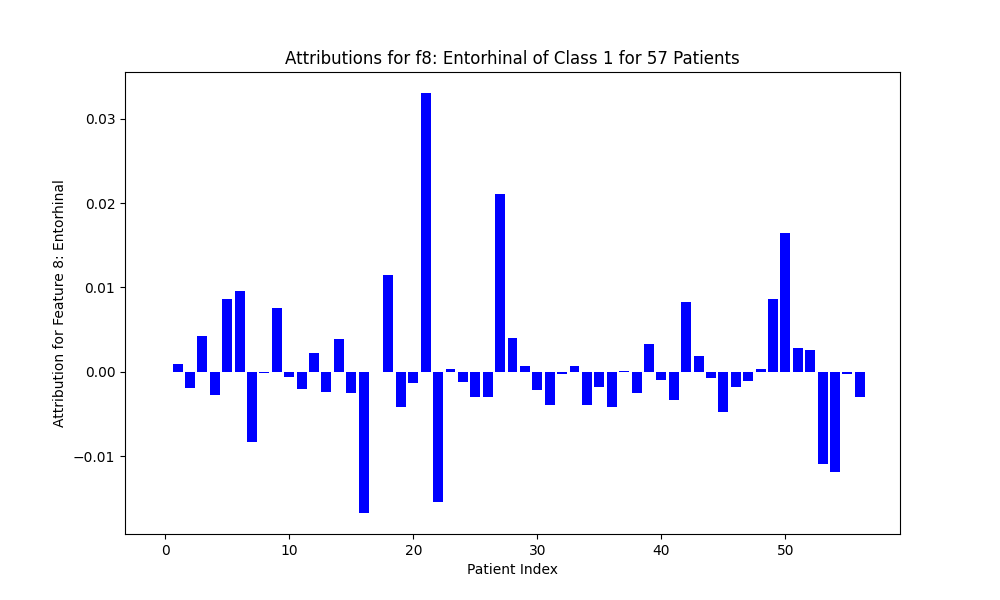 Attributions for f8: Entorhinal of Class 1 for 57 Patients
Attribution for Feature 8: Entorhinal
0.03
0.02
0.01
0.00
−0.01
0 10 20 30 40 50
Patient Index